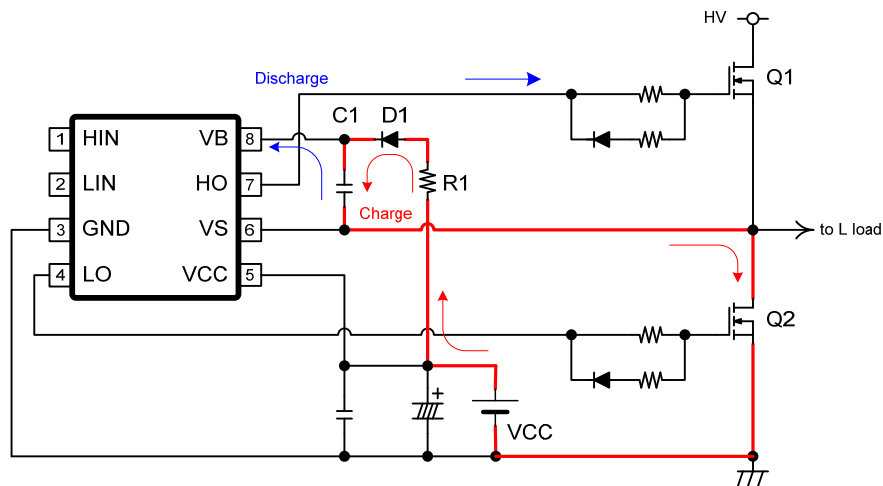 HV
Q1
Discharge
C1 D1
1 HIN VB 8
2 LIN HO 7
R1
Charge
3 GND VS 6
to L load
4 LO VCC 5
Q2
+
VCC